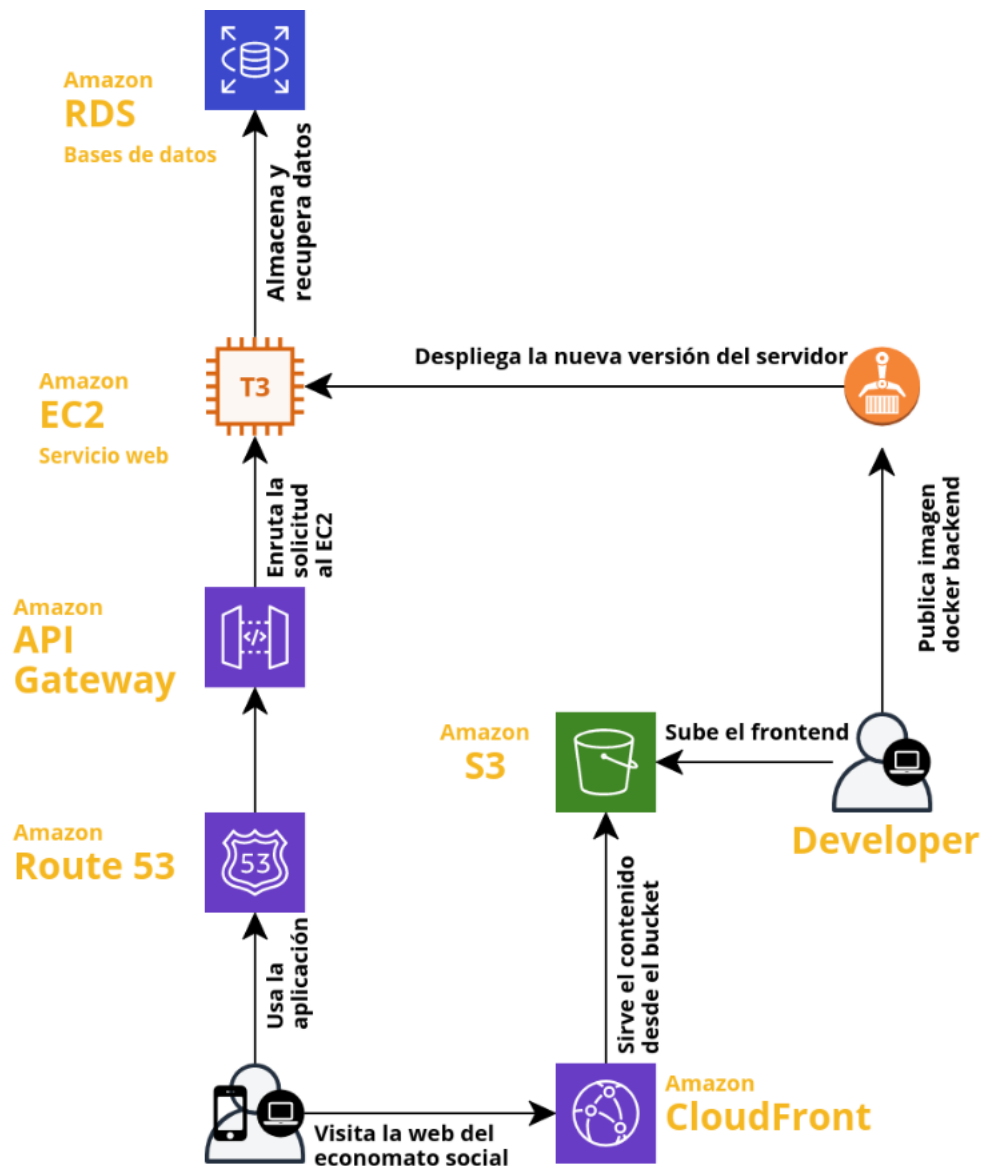 Amazon
RDS
Bases de datos
Almacena y
recupera datos
Amazon
EC2
Servicio web
T3
Despliega la nueva versión del servidor
Enruta la
solicitud
al EC2
Publica imagen
docker backend
Amazon
API
Gateway
</>
Amazon
S3
Sube el frontend
Developer
Amazon
Route 53
53
Usa la
aplicación
Sirve el contenido
desde el bucket
Visita la web del
economato social
Amazon
CloudFront